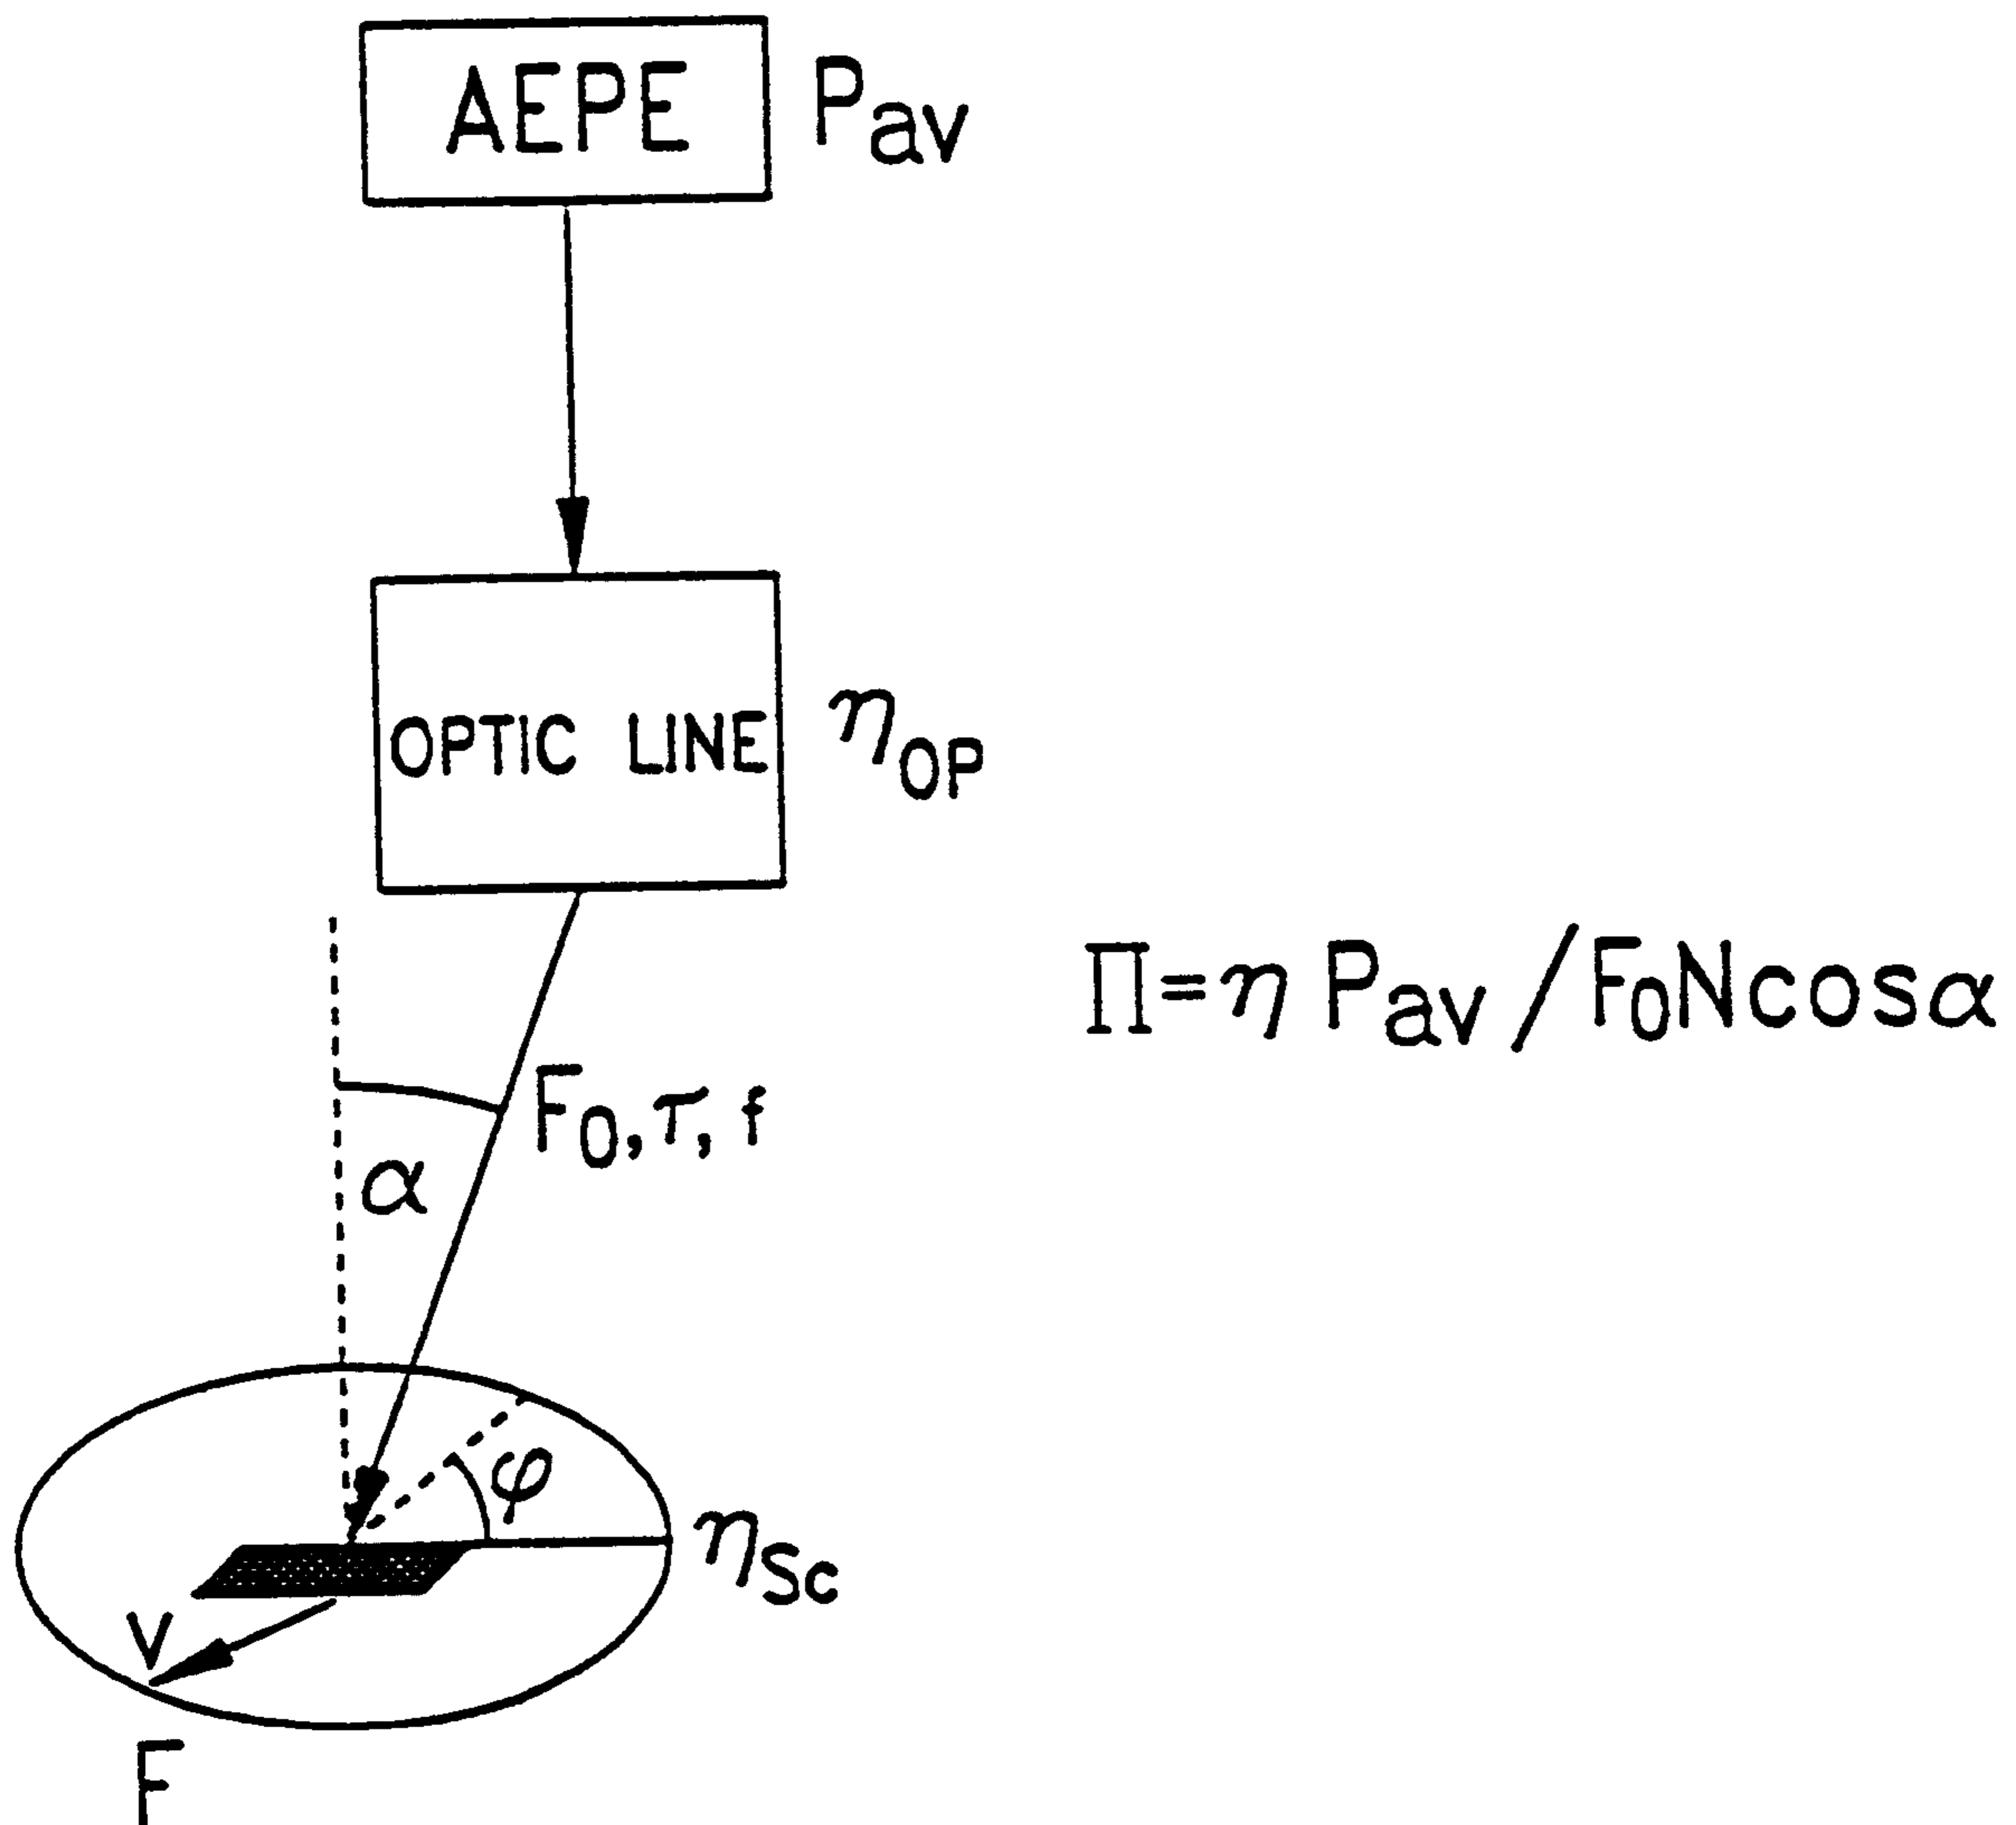 AEPE
Pav
OPTIC LINE
ηOP
Π=η Pav/F0Ncosα
F0,τ,f
α
φ
ηSc
V
F